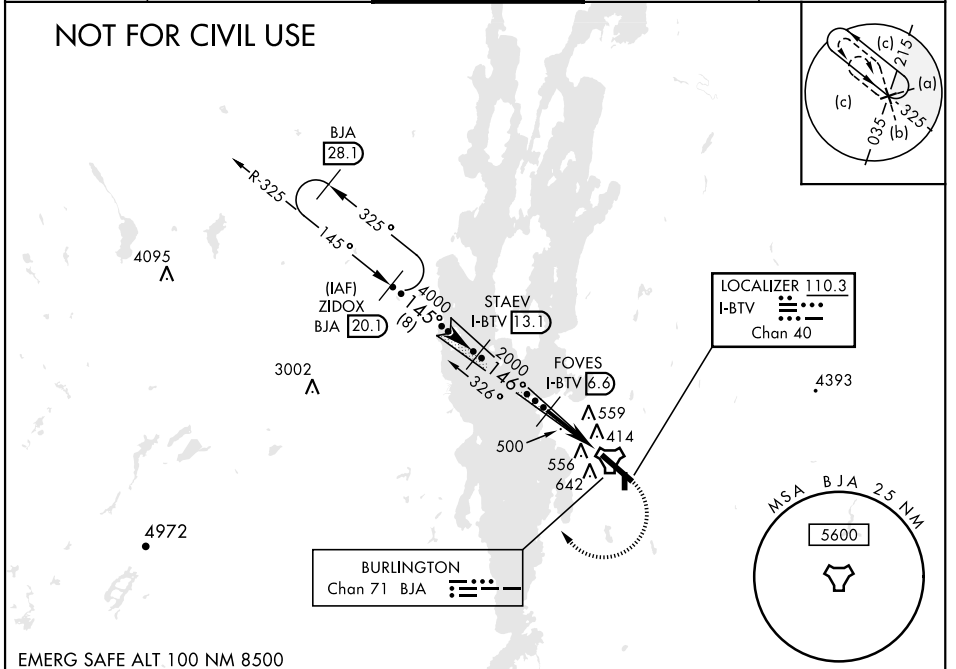 NOT FOR CIVIL USE
(c)
215
(a)
(c)
325
035
(b)
BJA
28.1
R-325
325°
145°
4095
(IAF)
ZIDOX
BJA 20.1
4000
145°
(8)
STAEV
I-BTV 13.1
LOCALIZER 110.3
I-BTV
Chan 40
2000
146°
326°
FOVES
I-BTV 6.6
3002
4393
559
414
500
556
642
MSA BJA 25 NM
5600
4972
BURLINGTON
Chan 71 BJA
EMERG SAFE ALT 100 NM 8500